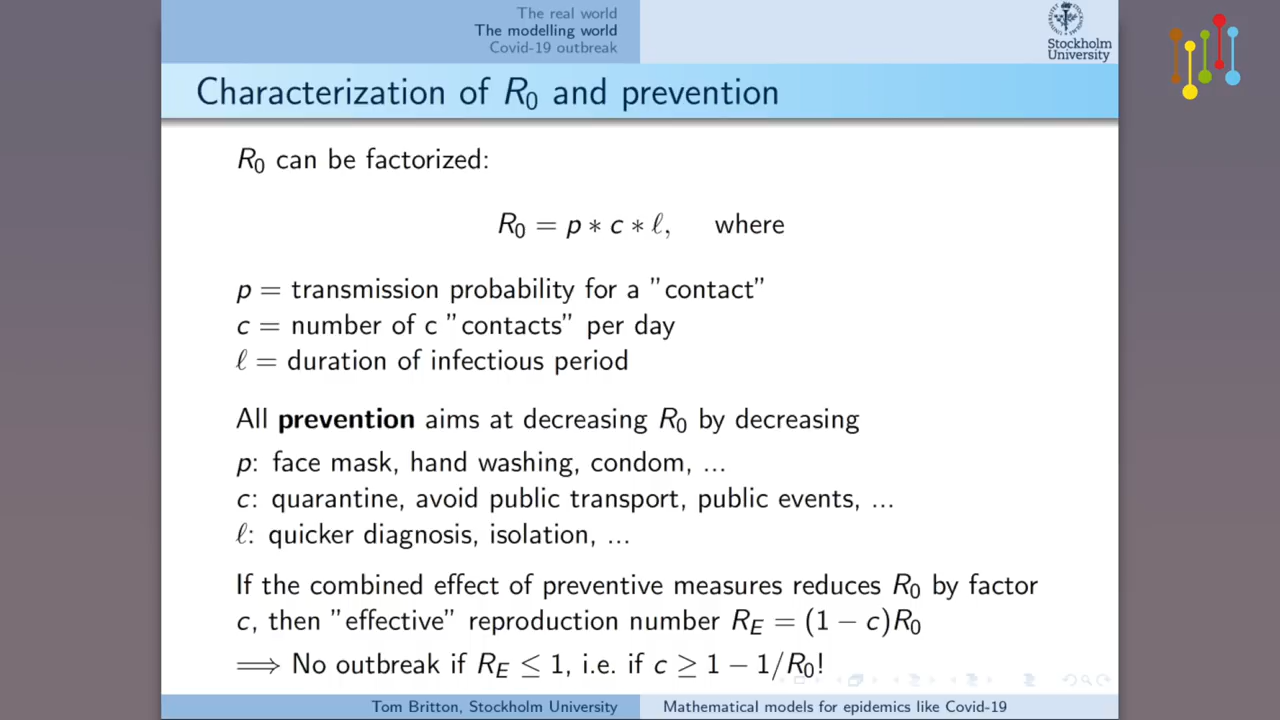 The real world
The modelling world
Covid-19 outbreak
Stockholm
University
Characterization of R₀ and prevention
R₀ can be factorized:
R₀ = p ∗ c ∗ ℓ, where
p = transmission probability for a ”contact”
c = number of c ”contacts” per day
ℓ = duration of infectious period
All prevention aims at decreasing R₀ by decreasing
p: face mask, hand washing, condom, ...
c: quarantine, avoid public transport, public events, ...
ℓ: quicker diagnosis, isolation, ...
If the combined effect of preventive measures reduces R₀ by factor
c, then ”effective” reproduction number R_E = (1 − c)R₀
⟹ No outbreak if R_E ≤ 1, i.e. if c ≥ 1 − 1/R₀!
Tom Britton, Stockholm University
Mathematical models for epidemics like Covid-19